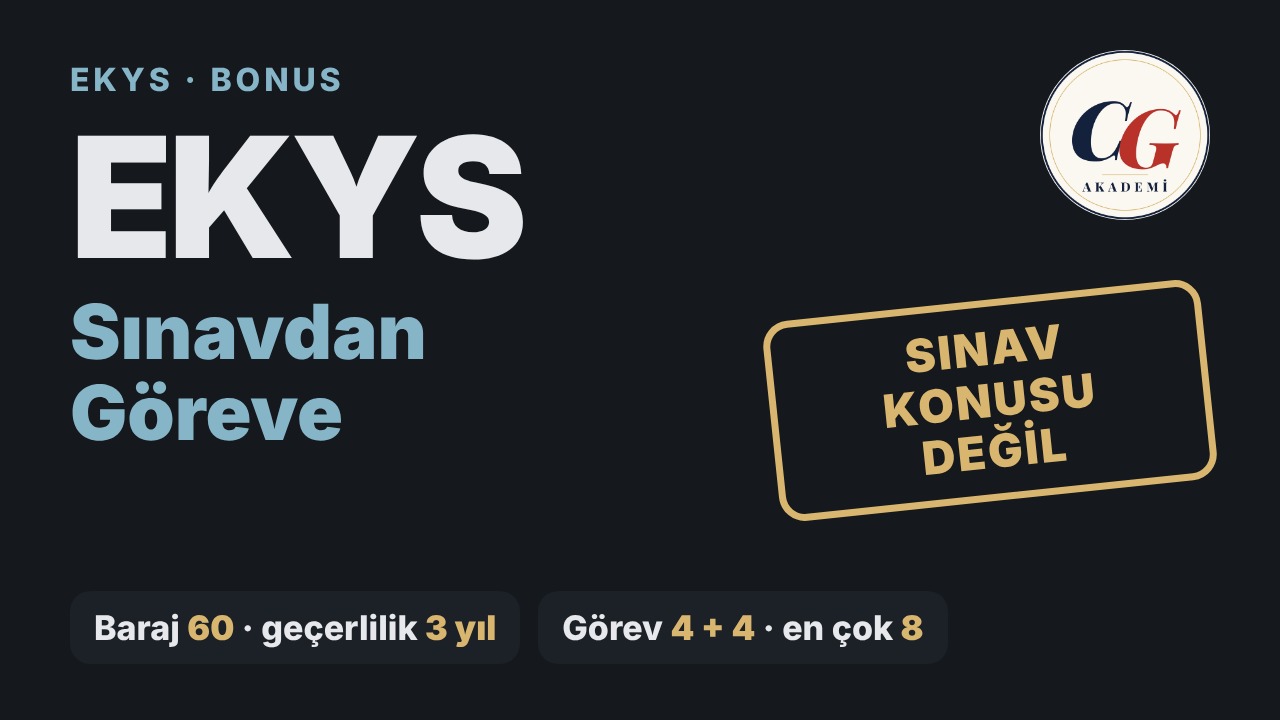 EKYS · BONUS
EKYS
Sınavdan
Göreve
CG
AKADEMİ
SINAV
KONUSU
DEĞİL
Baraj 60 · geçerlilik 3 yıl
Görev 4 + 4 · en çok 8